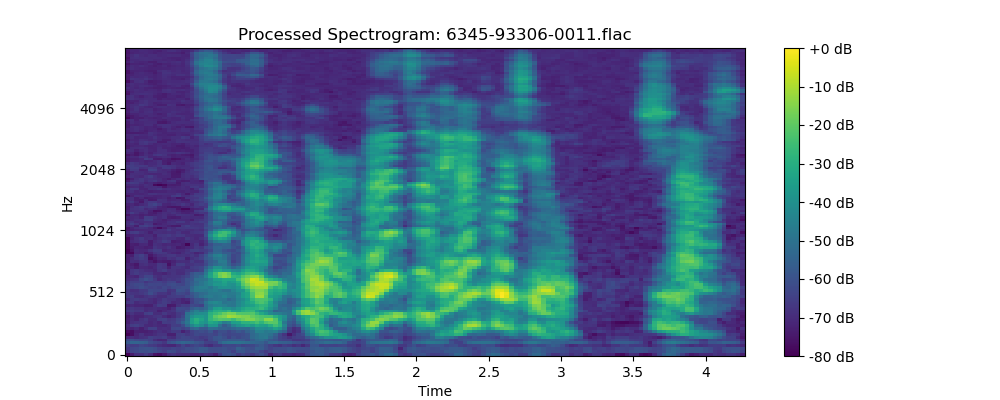 Processed Spectrogram: 6345-93306-0011.flac
+0 dB
-10 dB
-20 dB
-30 dB
-40 dB
-50 dB
-60 dB
-70 dB
-80 dB
4096
2048
1024
512
0
Hz
0 0.5 1 1.5 2 2.5 3 3.5 4
Time